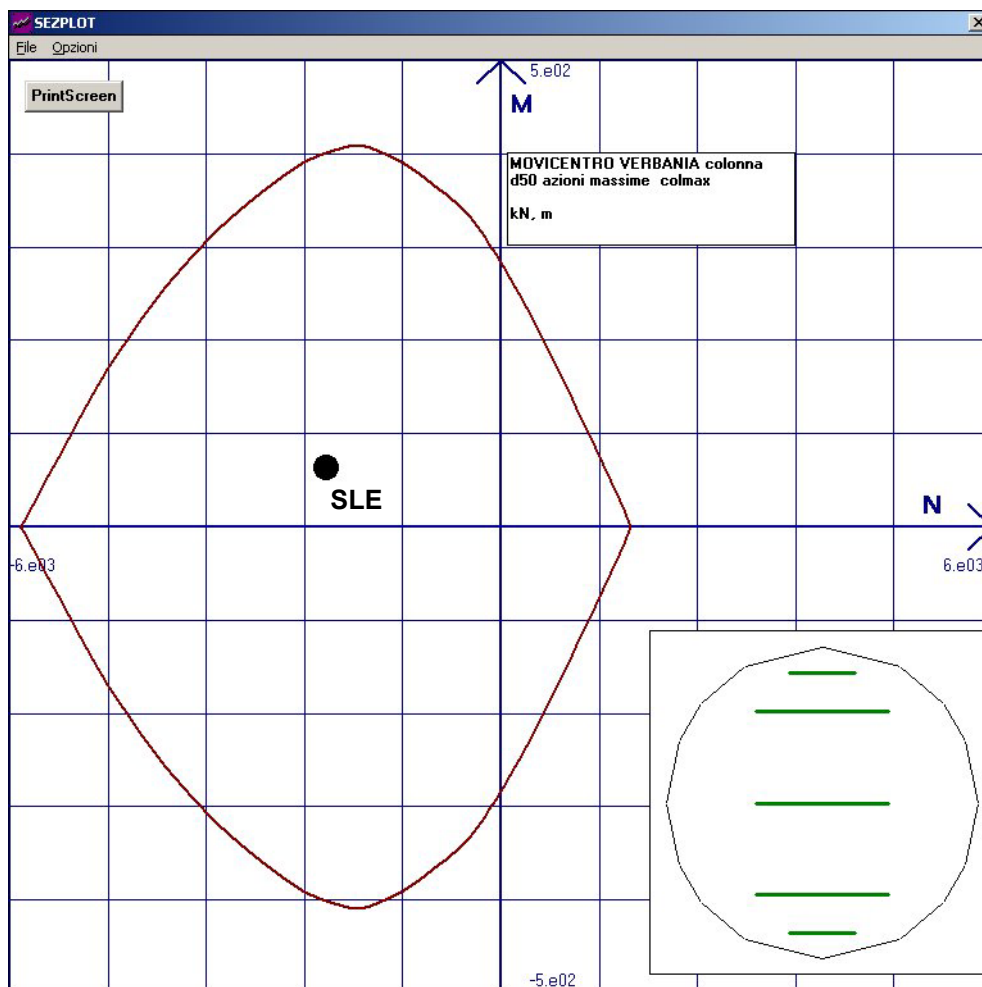 SEZPLOT
File Opzioni
PrintScreen
5.e02
M
MOVICENTRO VERBANIA colonna
d50 azioni massime colmax
kN, m
SLE
N
-6.e03
6.e03
-5.e02